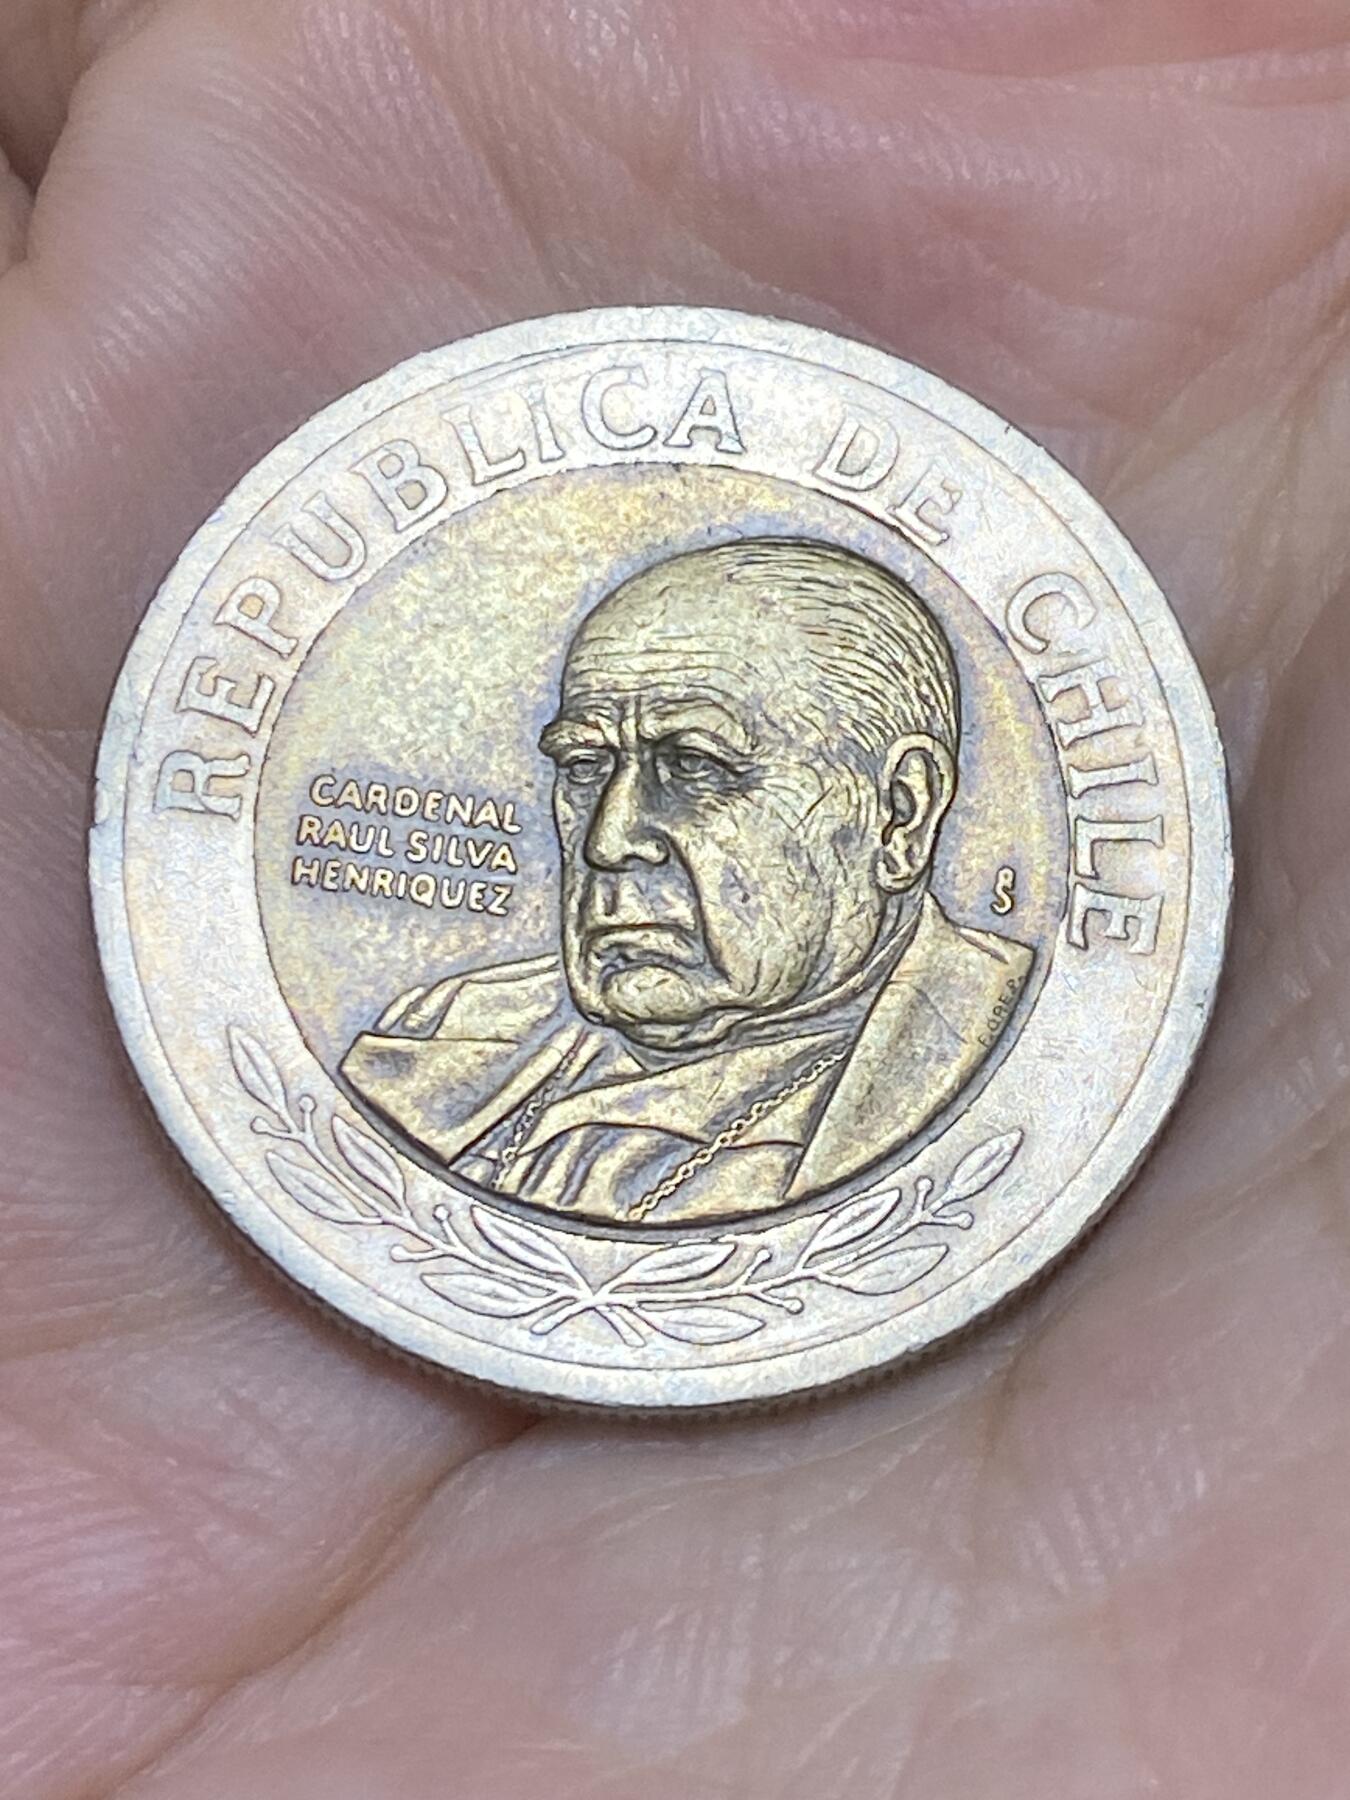 REPUBLICA DE CHILE
CARDENAL
RAUL SILVA
HENRIQUEZ